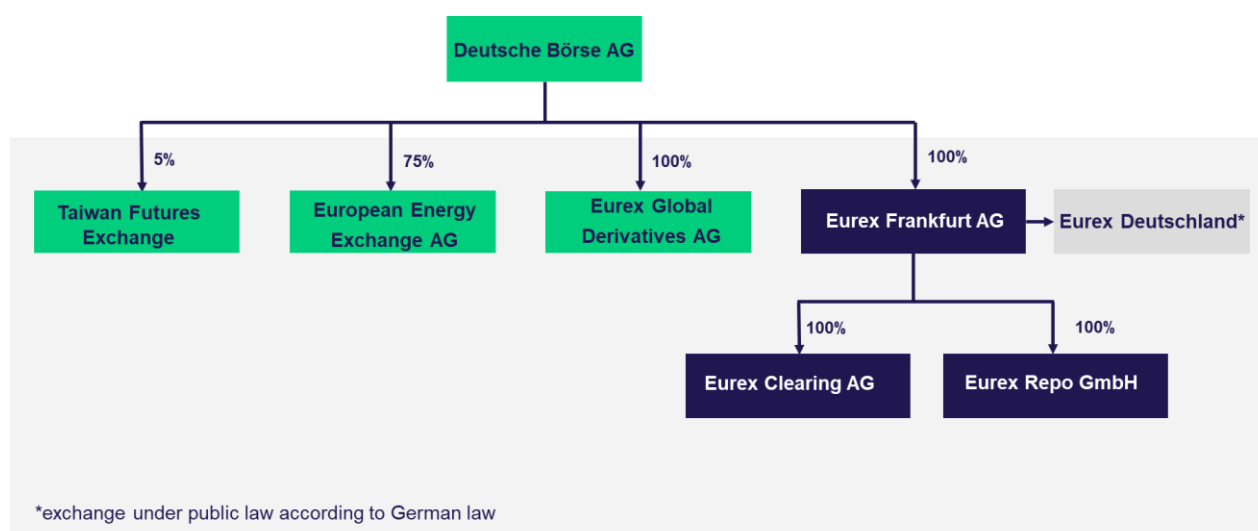 Deutsche Börse AG
5%
75%
100%
100%
Taiwan Futures
Exchange
European Energy
Exchange AG
Eurex Global
Derivatives AG
Eurex Frankfurt AG
Eurex Deutschland*
100%
100%
Eurex Clearing AG
Eurex Repo GmbH
*exchange under public law according to German law